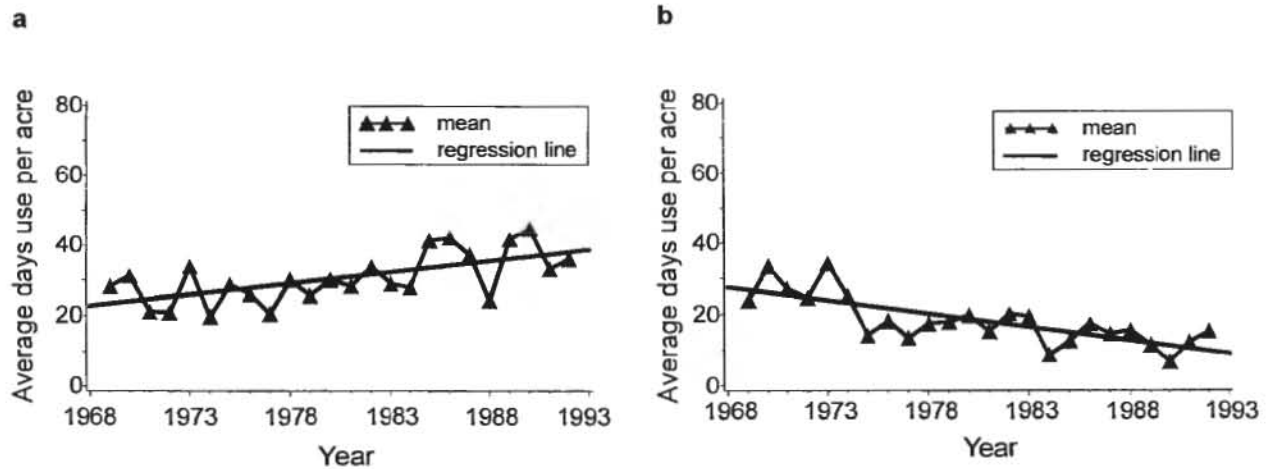 a
Average days use per acre
80
60
40
20
0
mean
regression line
1968 1973 1978 1983 1988 1993
Year
b
Average days use per acre
80
60
40
20
0
mean
regression line
1968 1973 1978 1983 1988 1993
Year